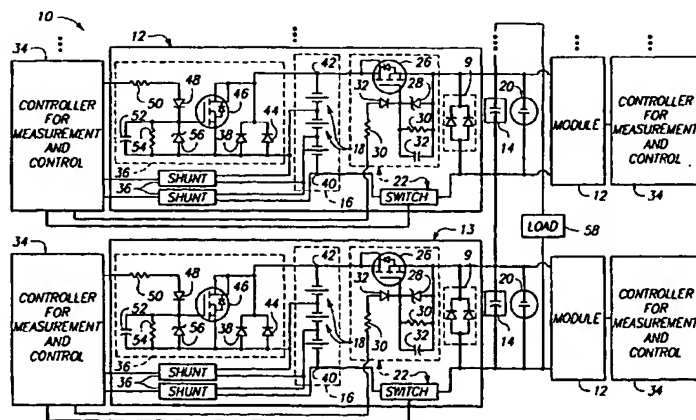 10
34
12
42
26
9
20
CONTROLLER
FOR
MEASUREMENT
AND
CONTROL
50
48
46
44
52
54
56
38
32
28
30
18
14
30
32
36
SHUNT
36
SHUNT
40
16
22
SWITCH
MODULE
12
CONTROLLER
FOR
MEASUREMENT
AND
CONTROL
34
LOAD
58
34
13
42
26
9
20
CONTROLLER
FOR
MEASUREMENT
AND
CONTROL
50
48
46
44
52
54
56
38
32
28
30
18
14
30
32
36
SHUNT
36
SHUNT
40
16
22
SWITCH
MODULE
12
CONTROLLER
FOR
MEASUREMENT
AND
CONTROL
34